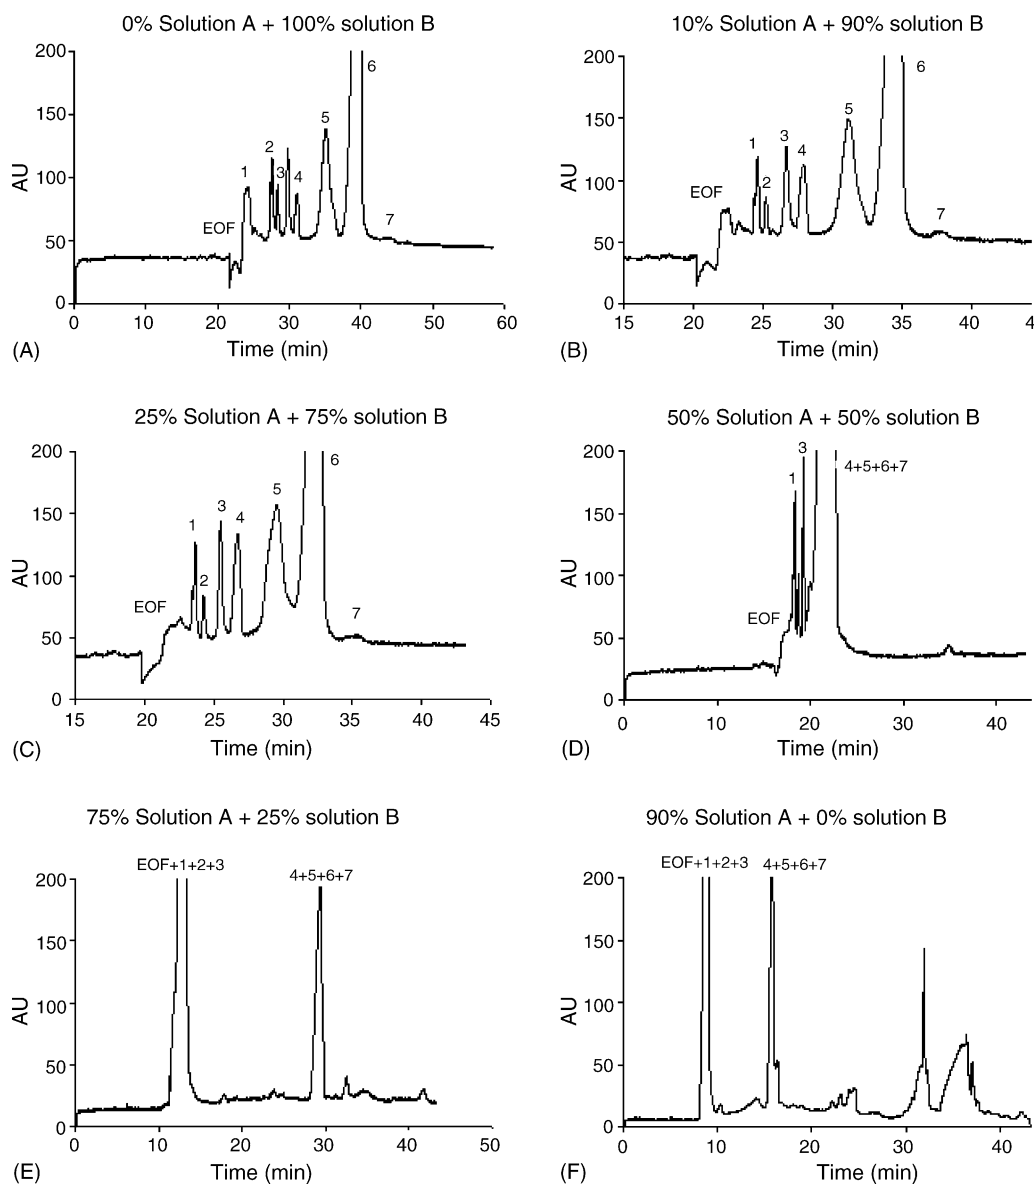 0% Solution A + 100% solution B
200
150
100
50
0
AU
EOF
1
2
3
4
5
6
7
0 10 20 30 40 50 60
Time (min)
(A)
10% Solution A + 90% solution B
200
150
100
50
0
AU
EOF
1
2
3
4
5
6
7
15 20 25 30 35 40 4
Time (min)
(B)
25% Solution A + 75% solution B
200
150
100
50
0
AU
EOF
1
2
3
4
5
6
7
15 20 25 30 35 40 45
Time (min)
(C)
50% Solution A + 50% solution B
200
150
100
50
0
AU
EOF
1
3
4+5+6+7
0 10 20 30 40
Time (min)
(D)
75% Solution A + 25% solution B
EOF+1+2+3
4+5+6+7
200
150
100
50
0
AU
0 10 20 30 40 50
Time (min)
(E)
90% Solution A + 0% solution B
EOF+1+2+3 4+5+6+7
200
150
100
50
0
AU
0 10 20 30 40
Time (min)
(F)